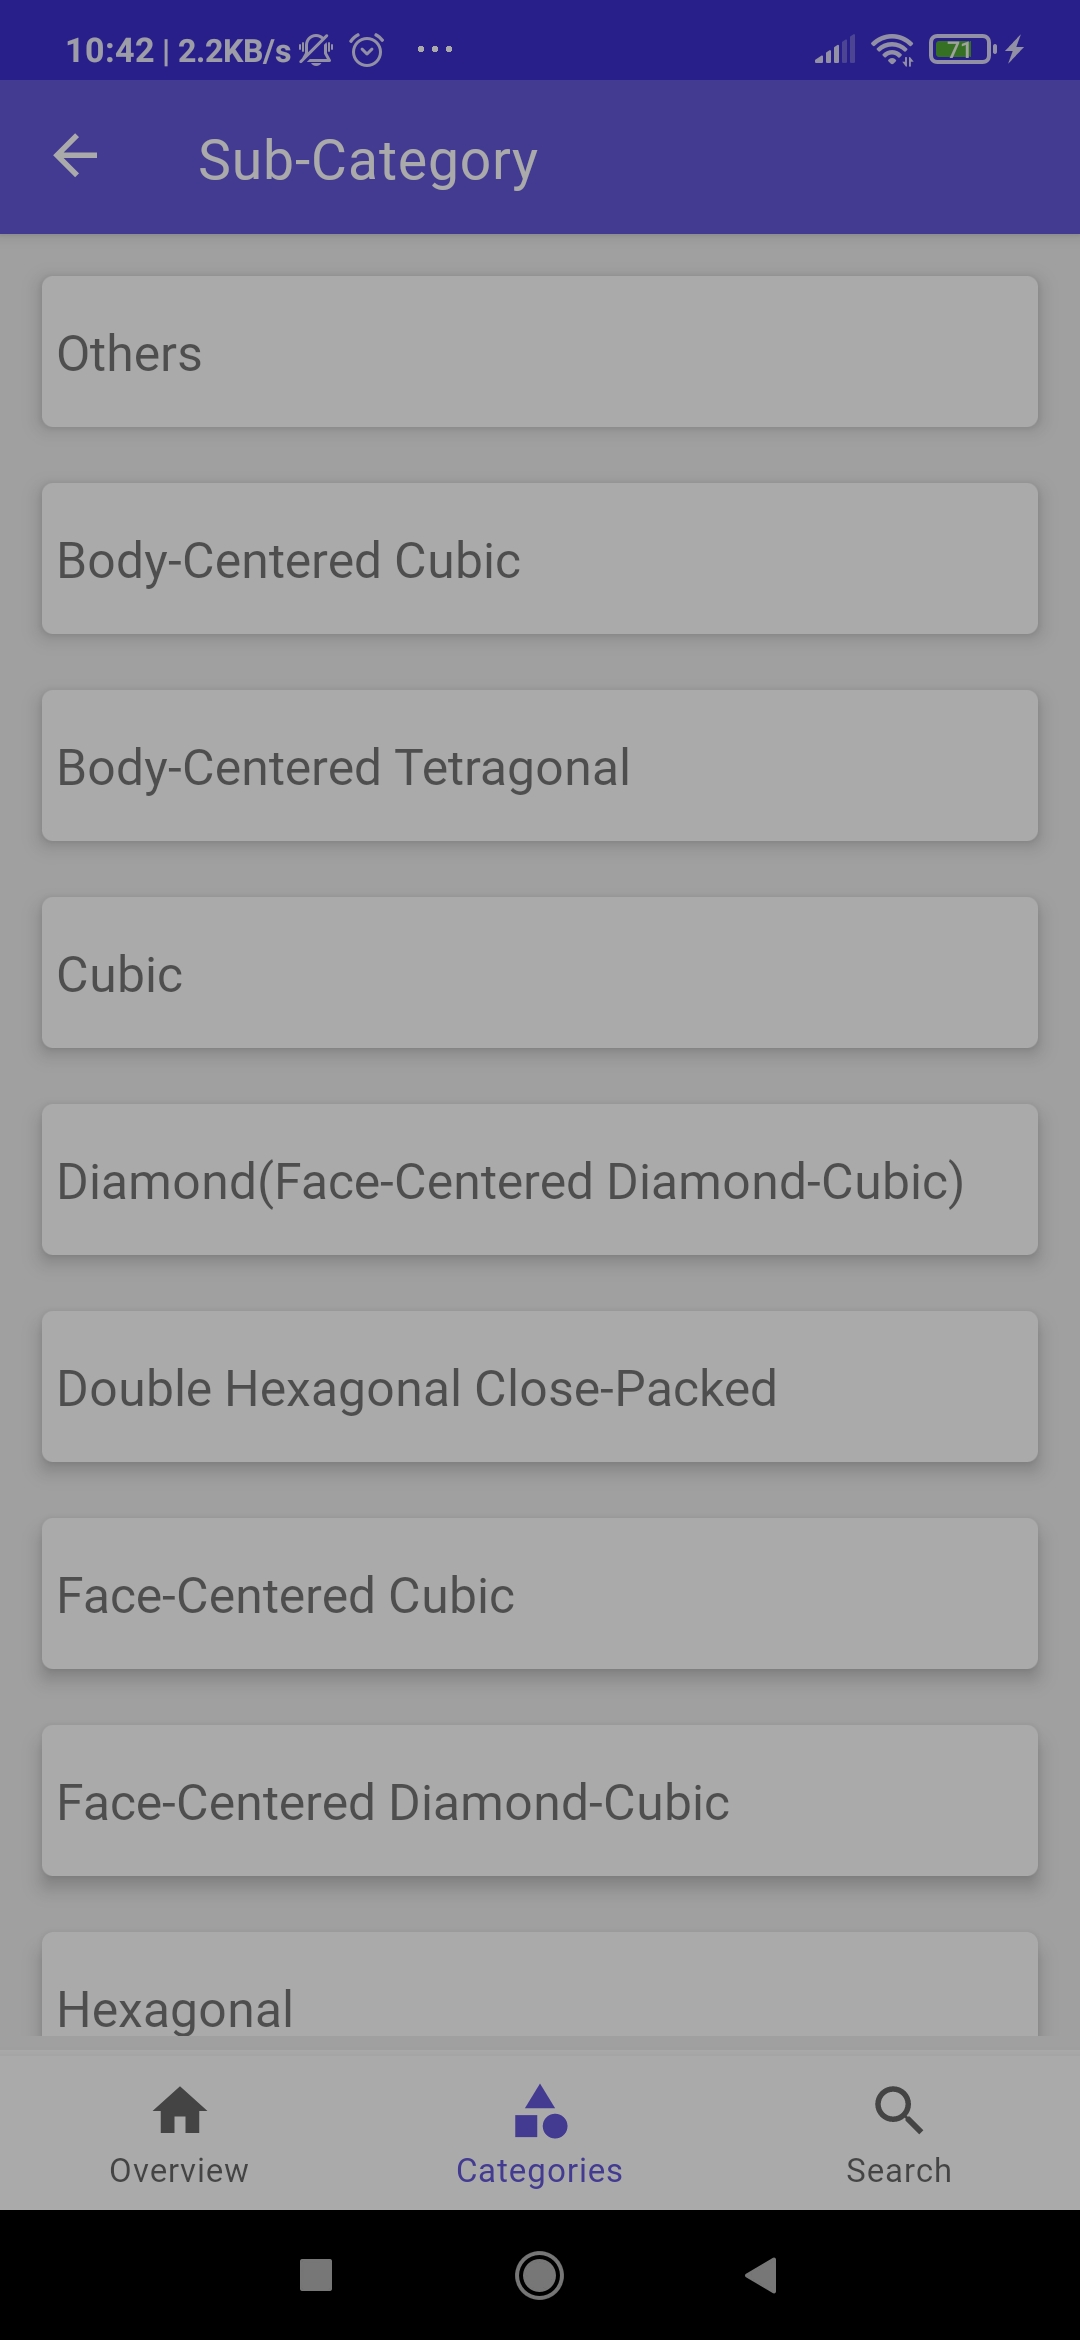 10:42 | 2.2KB/s
71
Sub-Category
Others
Body-Centered Cubic
Body-Centered Tetragonal
Cubic
Diamond(Face-Centered Diamond-Cubic)
Double Hexagonal Close-Packed
Face-Centered Cubic
Face-Centered Diamond-Cubic
Hexagonal
Overview
Categories
Search